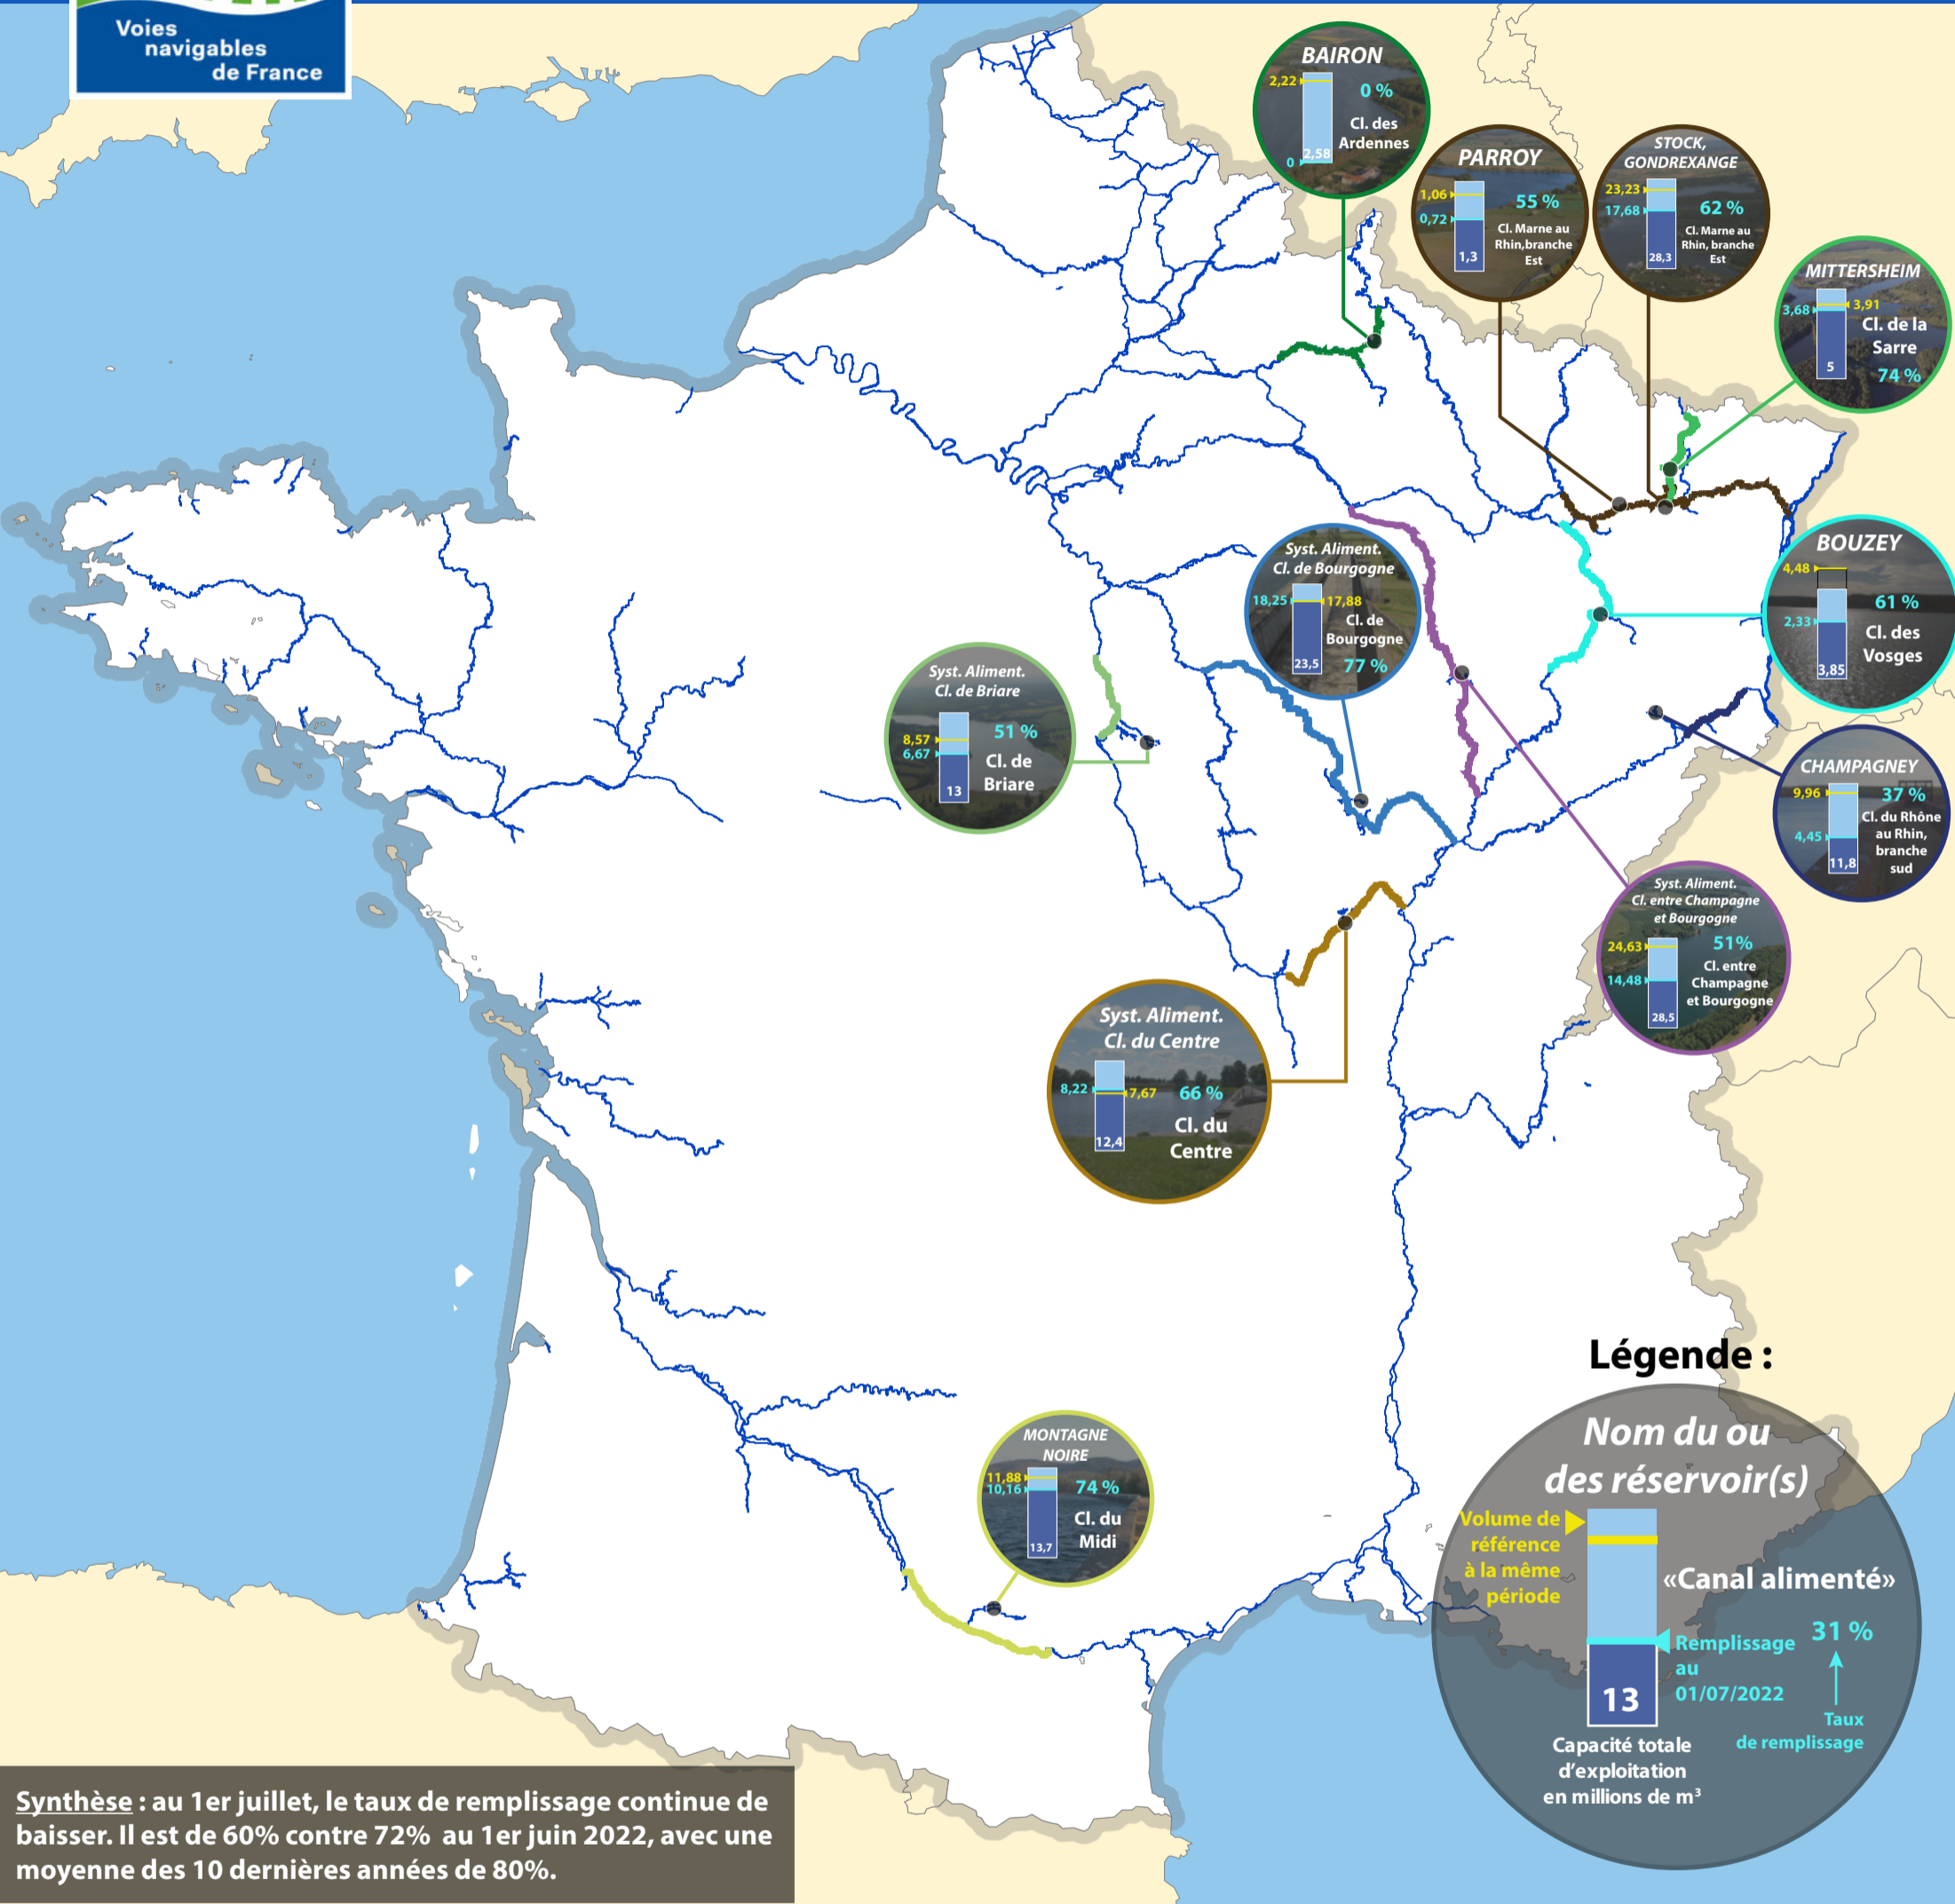 Voies
navigables
de France
BAIRON
2,22
0 %
Cl. des
Ardennes
2,58
0
PARROY
1,06
55 %
0,72
Cl. Marne au
Rhin,branche
Est
1,3
STOCK,
GONDREXANGE
23,23
17,68
62 %
Cl. Marne au
Rhin, branche
Est
28,3
MITTERSHEIM
3,91
3,68
Cl. de la
Sarre
5
74 %
Syst. Aliment.
Cl. de Bourgogne
18,25
17,88
Cl. de
Bourgogne
23,5
77 %
BOUZEY
4,48
61 %
2,33
Cl. des
Vosges
3,85
Syst. Aliment.
Cl. de Briare
51 %
8,57
6,67
Cl. de
Briare
13
CHAMPAGNEY
9,96
37 %
Cl. du Rhône
au Rhin,
branche
sud
4,45
11,8
Syst. Aliment.
Cl. entre Champagne
et Bourgogne
24,63
51%
Cl. entre
Champagne
et Bourgogne
14,48
28,5
Syst. Aliment.
Cl. du Centre
8,22
7,67
66 %
Cl. du
Centre
12,4
MONTAGNE
NOIRE
11,88
10,16
74 %
Cl. du
Midi
13,7
Légende :
Nom du ou
des réservoir(s)
Volume de
référence
à la même
période
«Canal alimenté»
Remplissage
au
01/07/2022
31 %
13
Taux
de remplissage
Capacité totale
d'exploitation
en millions de m³
Synthèse : au 1er juillet, le taux de remplissage continue de
baisser. Il est de 60% contre 72% au 1er juin 2022, avec une
moyenne des 10 dernières années de 80%.